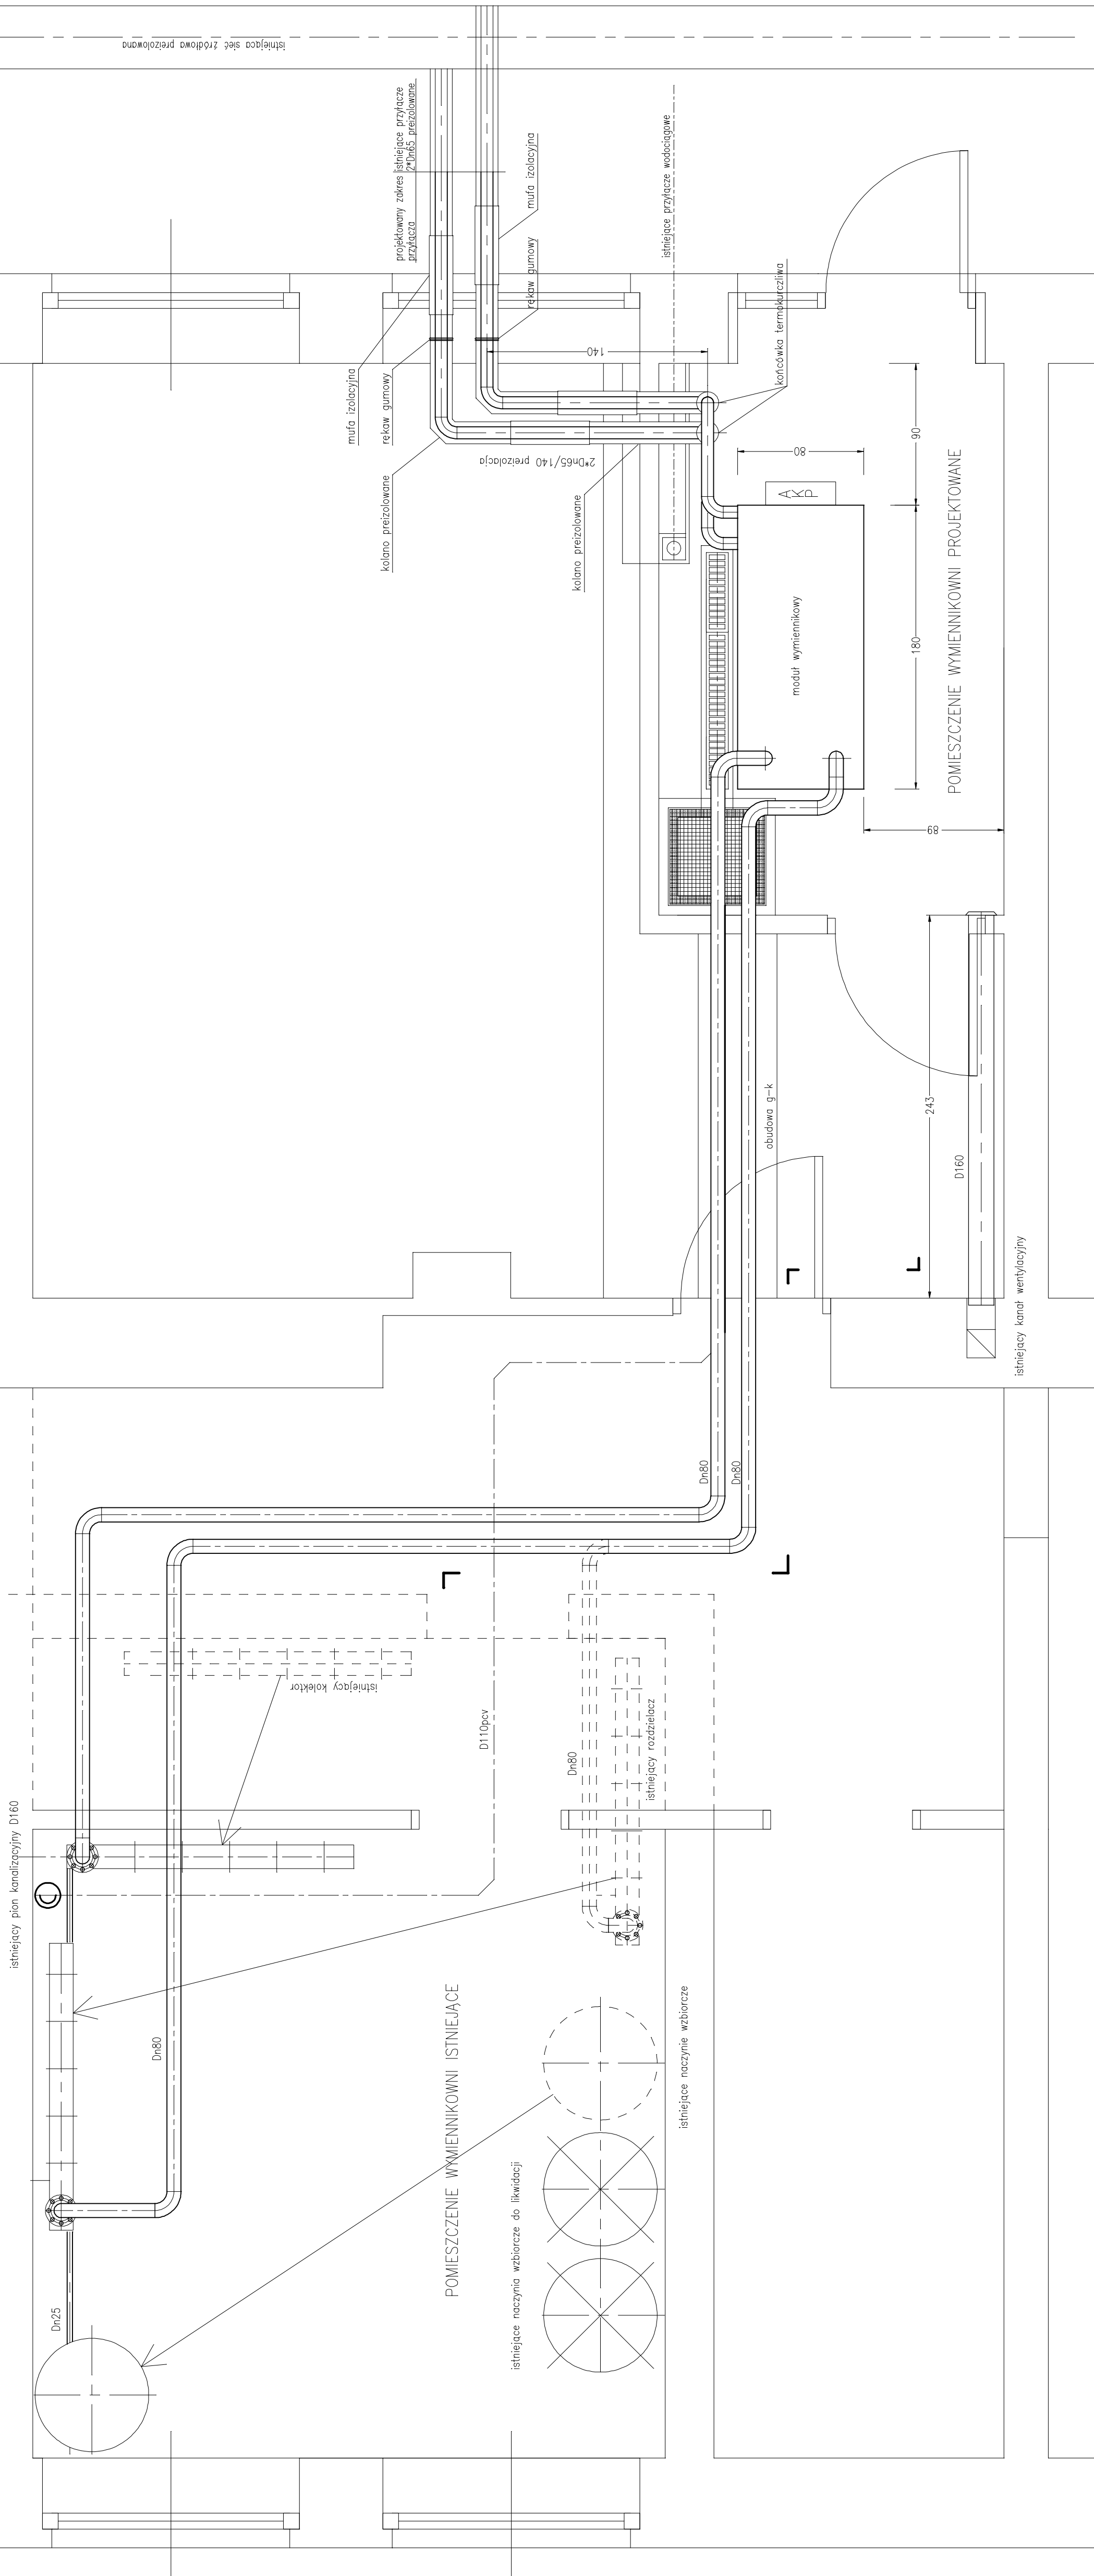 istniejąca sieć źródłowa preizolowana
projektowany zakres
przyłącza
istniejące przyłącze
2*Dn65 preizolowane
mufa izolacyjna
rękaw gumowy
istniejące przyłącze wodociągowe
mufa izolacyjna
rękaw gumowy
140
końcówka termokurczliwa
kolano preizolowane
2*Dn65/140 preizolacja
kolano preizolowane
80
90
AKP
180
moduł wymiennikowy
POMIESZCZENIE WYMIENNIKOWNI PROJEKTOWANE
89
obudowa g-k
243
D160
istniejący kanał wentylacyjny
Dn80
Dn80
istniejący kolektor
D110pcv
Dn80
istniejący rozdzielacz
istniejący pion kanalizacyjny D160
Dn80
POMIESZCZENIE WYMIENNIKOWNI ISTNIEJĄCE
istniejące naczynie wzbiorcze
istniejące naczynia wzbiorcze do likwidacji
Dn25